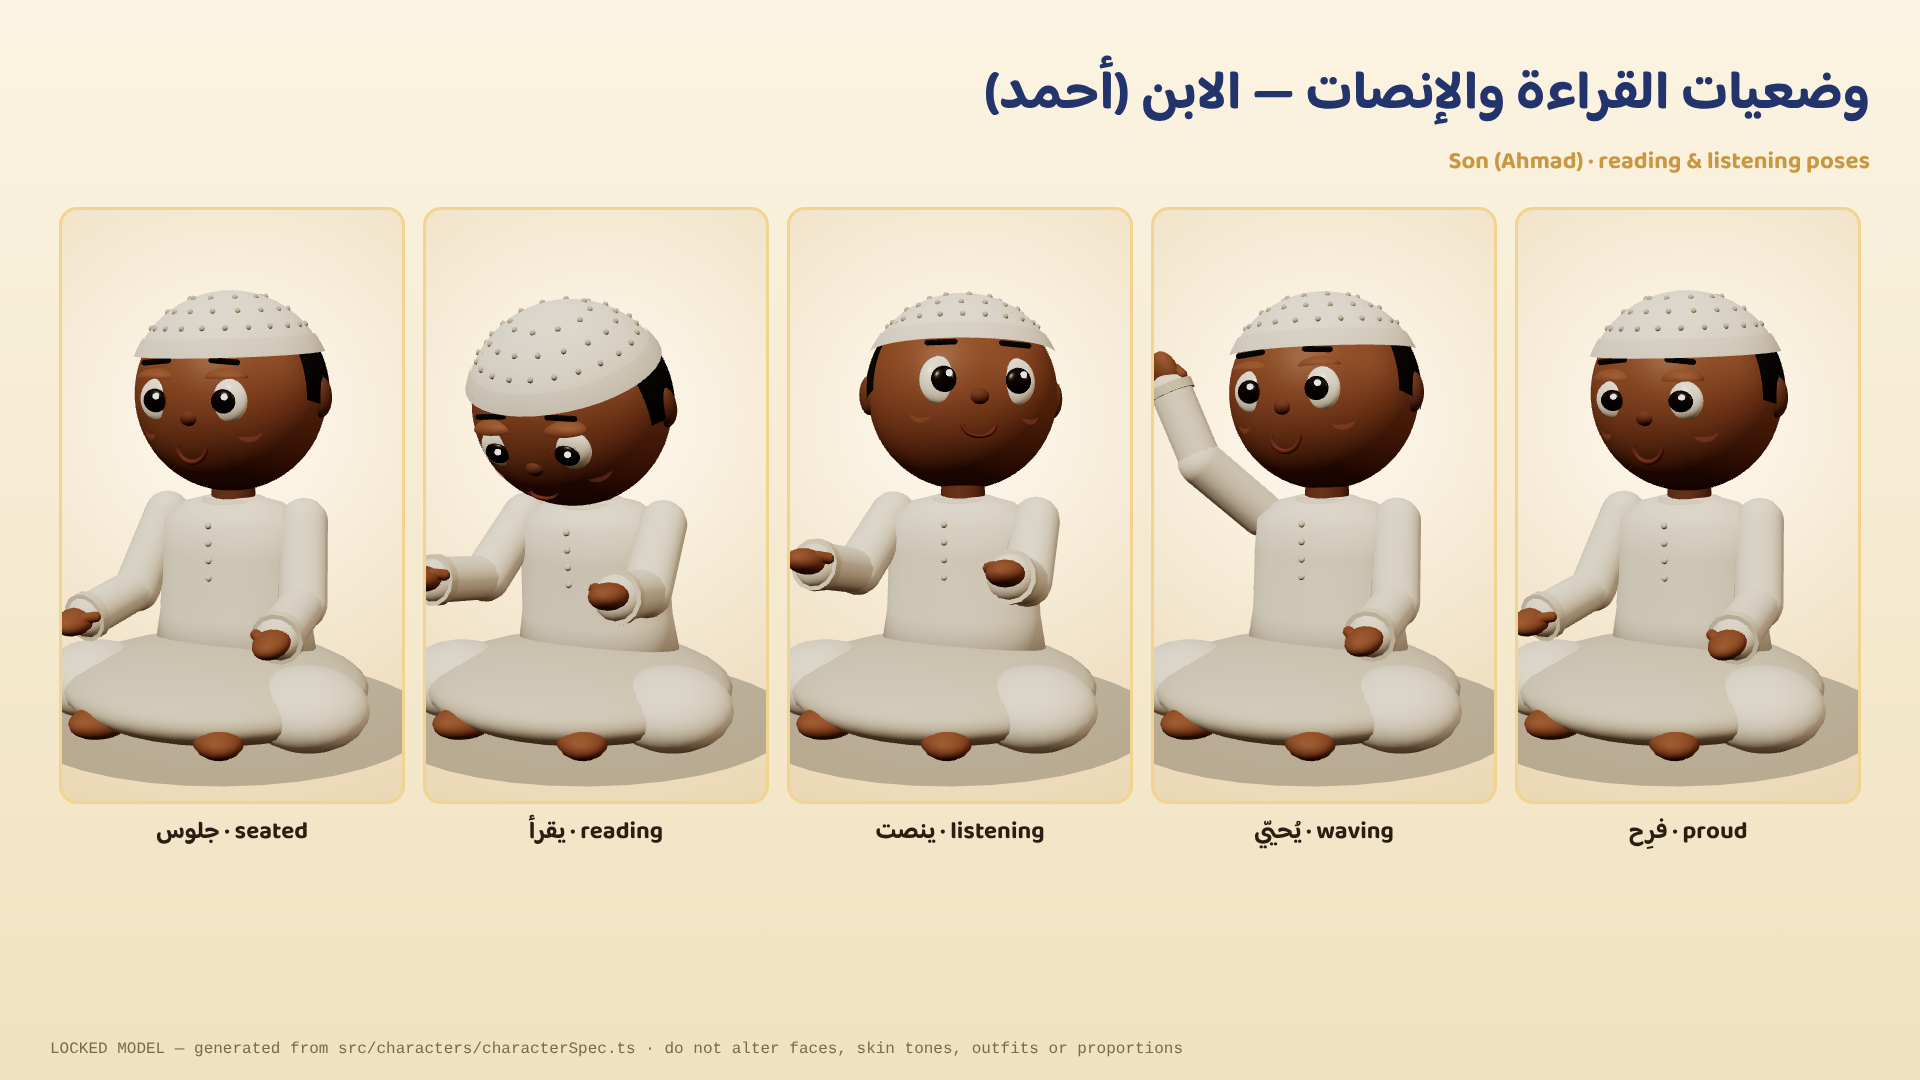 وضعيات القراءة والإنصات — الابن (أحمد)
Son (Ahmad) · reading & listening poses
جلوس · seated
يقرأ · reading
ينصت · listening
يُحيّي · waving
فرِح · proud
LOCKED MODEL — generated from src/characters/characterSpec.ts · do not alter faces, skin tones, outfits or proportions